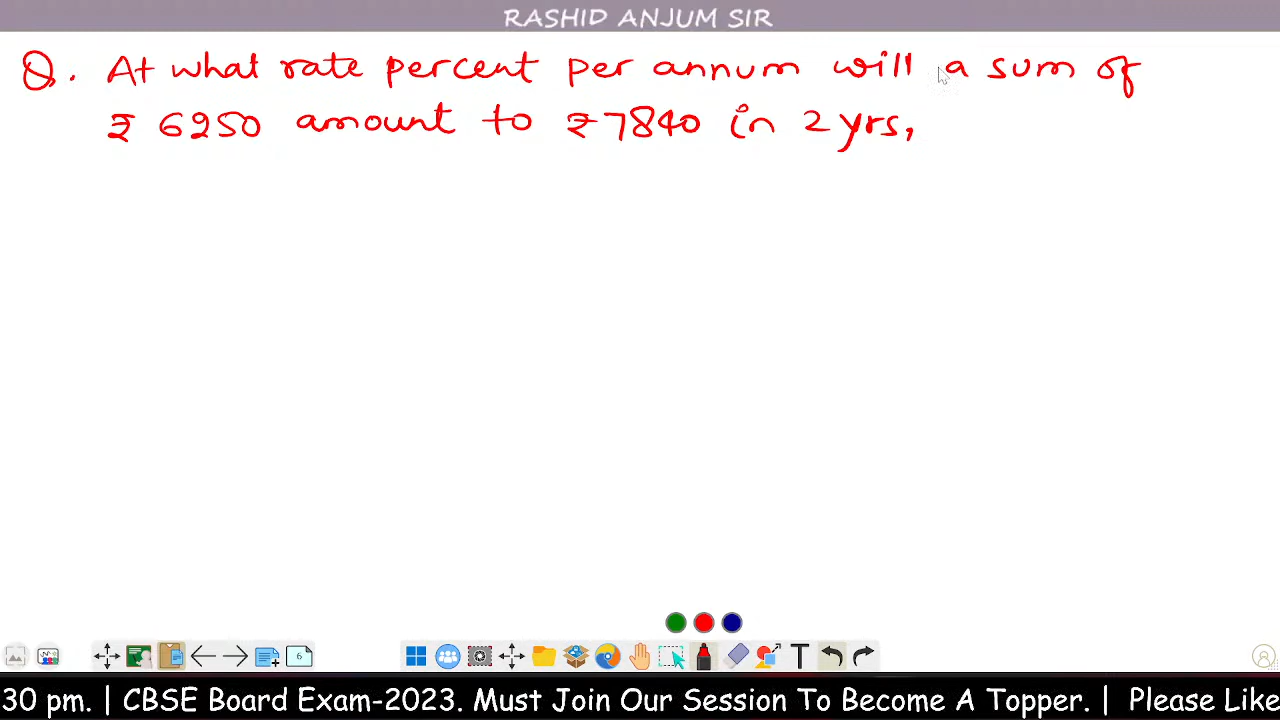 RASHID ANJUM SIR
Q. At what rate percent per annum will a sum of
₹ 6250 amount to ₹ 7840 in 2 yrs,
6
T
30 pm. | CBSE Board Exam-2023. Must Join Our Session To Become A Topper. | Please Like